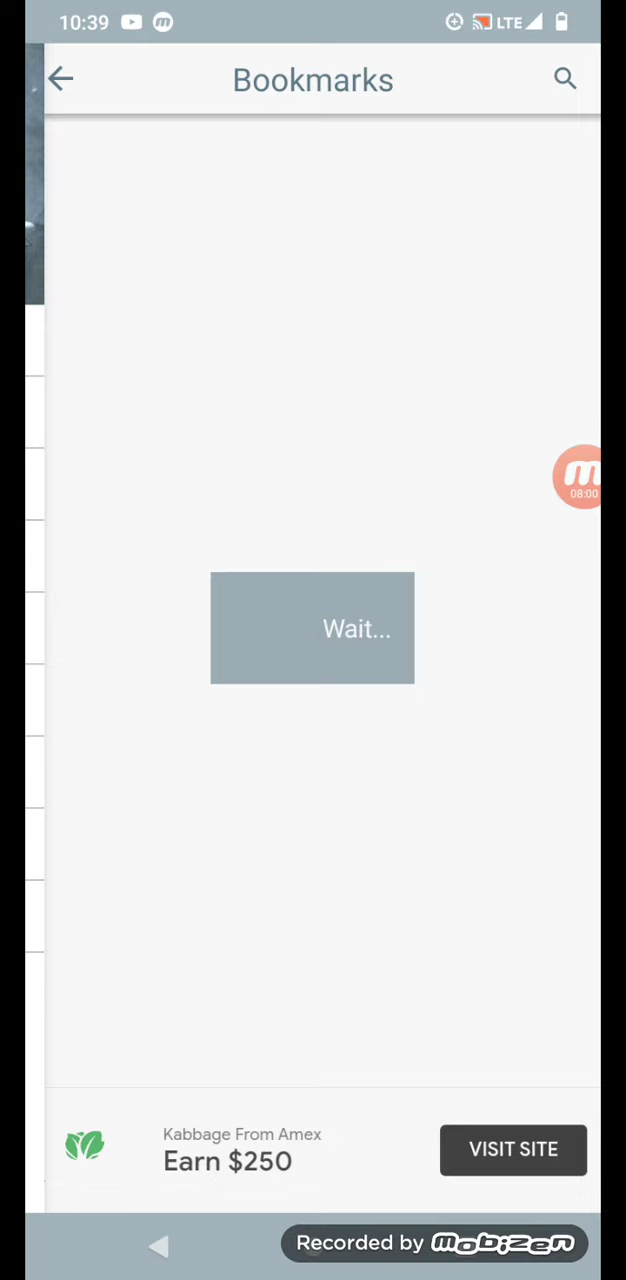 10:39 LTE
Bookmarks
m
08:00
Wait...
Kabbage From Amex
Earn $250
VISIT SITE
Recorded by mobizen